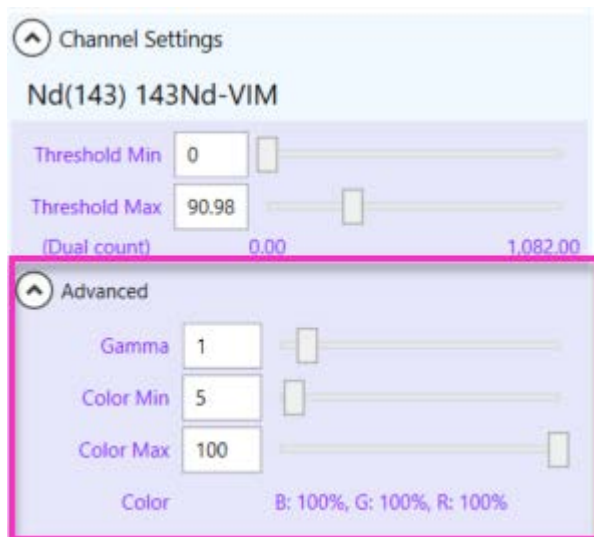 Channel Settings
Nd(143) 143Nd-VIM
Threshold Min 0
Threshold Max 90.98
(Dual count) 0.00 1,082.00
Advanced
Gamma 1
Color Min 5
Color Max 100
Color B: 100%, G: 100%, R: 100%